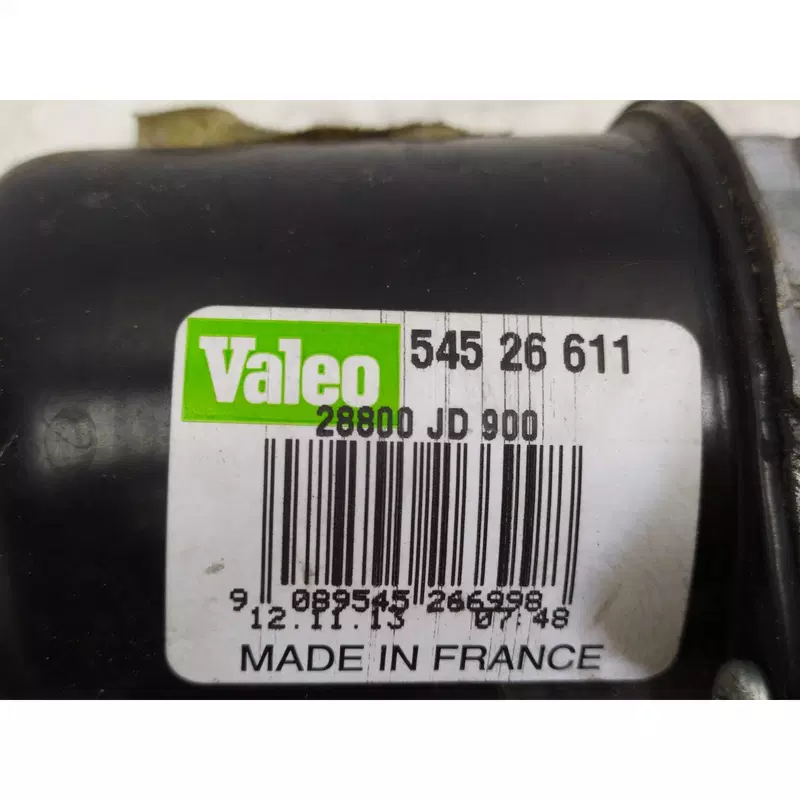 Valeo 545 26 611
28800 JD 900
9 089545 266998
12.11.13 07:48
MADE IN FRANCE